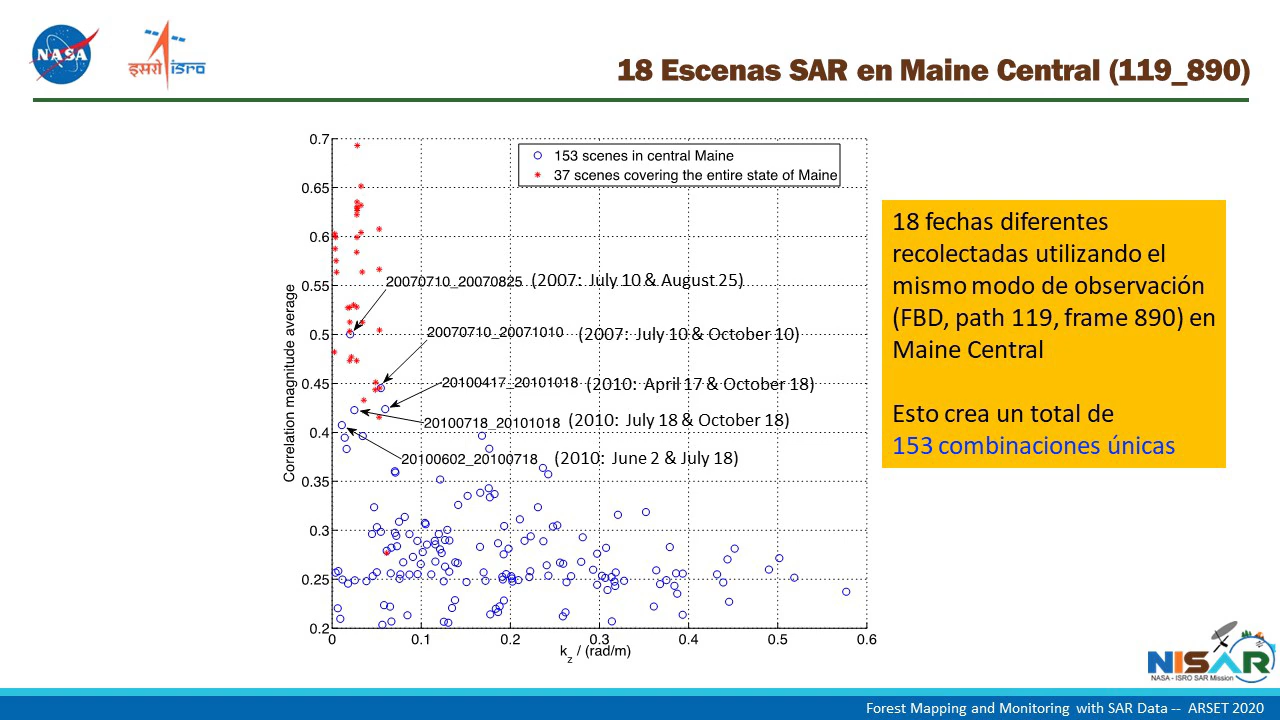 NASA
इसरो isro
18 Escenas SAR en Maine Central (119_890)
153 scenes in central Maine
37 scenes covering the entire state of Maine
0.7
0.65
0.6
0.55
0.5
0.45
0.4
0.35
0.3
0.25
0.2
Correlation magnitude average
20070710_20070825 (2007: July 10 & August 25)
20070710_20071010 (2007: July 10 & October 10)
20100417_20101018 (2010: April 17 & October 18)
20100718_20101018 (2010: July 18 & October 18)
20100602_20100718 (2010: June 2 & July 18)
0 0.1 0.2 0.3 0.4 0.5 0.6
k_z / (rad/m)
18 fechas diferentes
recolectadas utilizando el
mismo modo de observación
(FBD, path 119, frame 890) en
Maine Central
Esto crea un total de
153 combinaciones únicas
NISAR
NASA - ISRO SAR Mission
Forest Mapping and Monitoring with SAR Data -- ARSET 2020